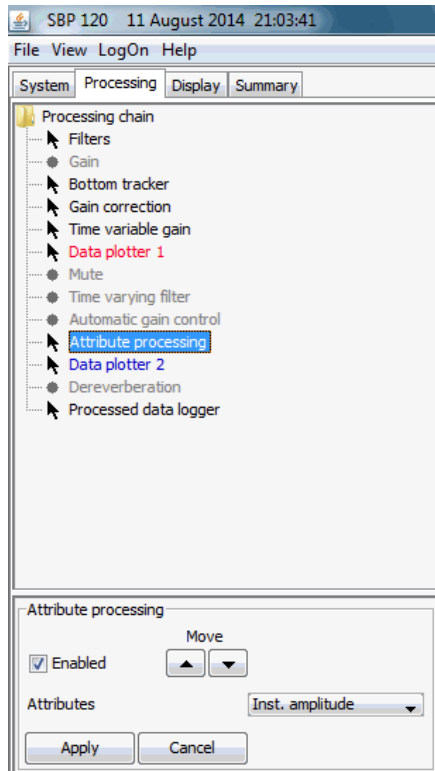 SBP 120 11 August 2014 21:03:41
File View LogOn Help
System Processing Display Summary
Processing chain
Filters
Gain
Bottom tracker
Gain correction
Time variable gain
Data plotter 1
Mute
Time varying filter
Automatic gain control
Attribute processing
Data plotter 2
Dereverberation
Processed data logger
Attribute processing
Move
Enabled
Attributes Inst. amplitude
Apply Cancel